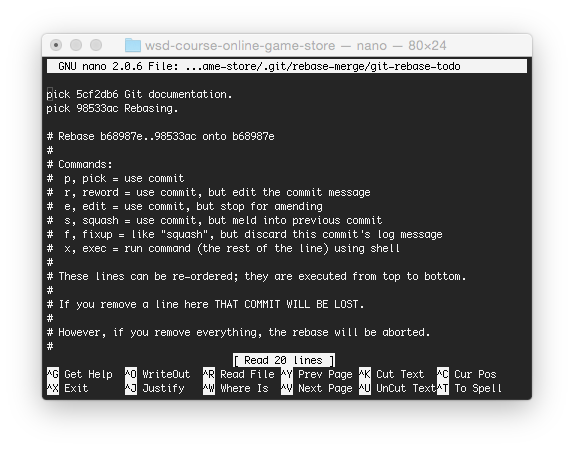 wsd-course-online-game-store — nano — 80×24
GNU nano 2.0.6 File: ...ame-store/.git/rebase-merge/git-rebase-todo
pick 5cf2db6 Git documentation.
pick 98533ac Rebasing.
# Rebase b68987e..98533ac onto b68987e
#
# Commands:
#  p, pick = use commit
#  r, reword = use commit, but edit the commit message
#  e, edit = use commit, but stop for amending
#  s, squash = use commit, but meld into previous commit
#  f, fixup = like "squash", but discard this commit's log message
#  x, exec = run command (the rest of the line) using shell
#
# These lines can be re-ordered; they are executed from top to bottom.
#
# If you remove a line here THAT COMMIT WILL BE LOST.
#
# However, if you remove everything, the rebase will be aborted.
#
[ Read 20 lines ]
^G Get Help ^O WriteOut ^R Read File ^Y Prev Page ^K Cut Text ^C Cur Pos
^X Exit ^J Justify ^W Where Is ^V Next Page ^U UnCut Text ^T To Spell